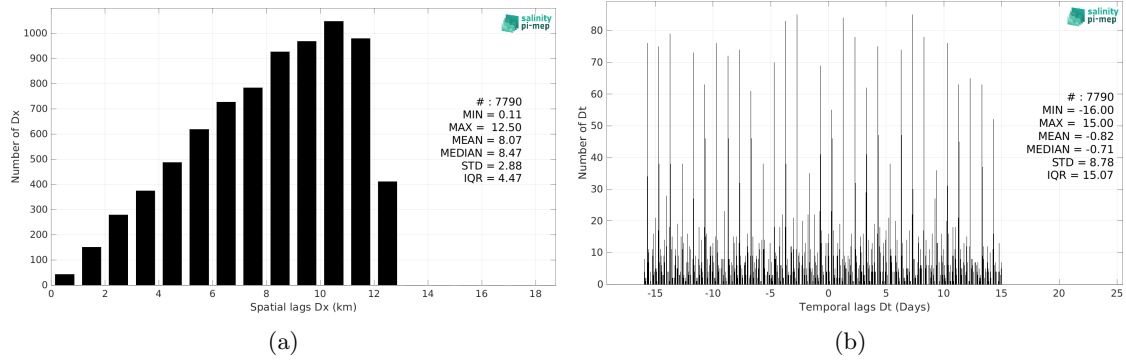 1000
900
800
700
600
500
400
300
200
100
0
Number of Dx
0 2 4 6 8 10 12 14 16 18
Spatial lags Dx (km)
salinity
pi-mep
# : 7790
MIN = 0.11
MAX = 12.50
MEAN = 8.07
MEDIAN = 8.47
STD = 2.88
IQR = 4.47
(a)
80
70
60
50
40
30
20
10
0
Number of Dt
-15 -10 -5 0 5 10 15 20 25
Temporal lags Dt (Days)
salinity
pi-mep
# : 7790
MIN = -16.00
MAX = 15.00
MEAN = -0.82
MEDIAN = -0.71
STD = 8.78
IQR = 15.07
(b)